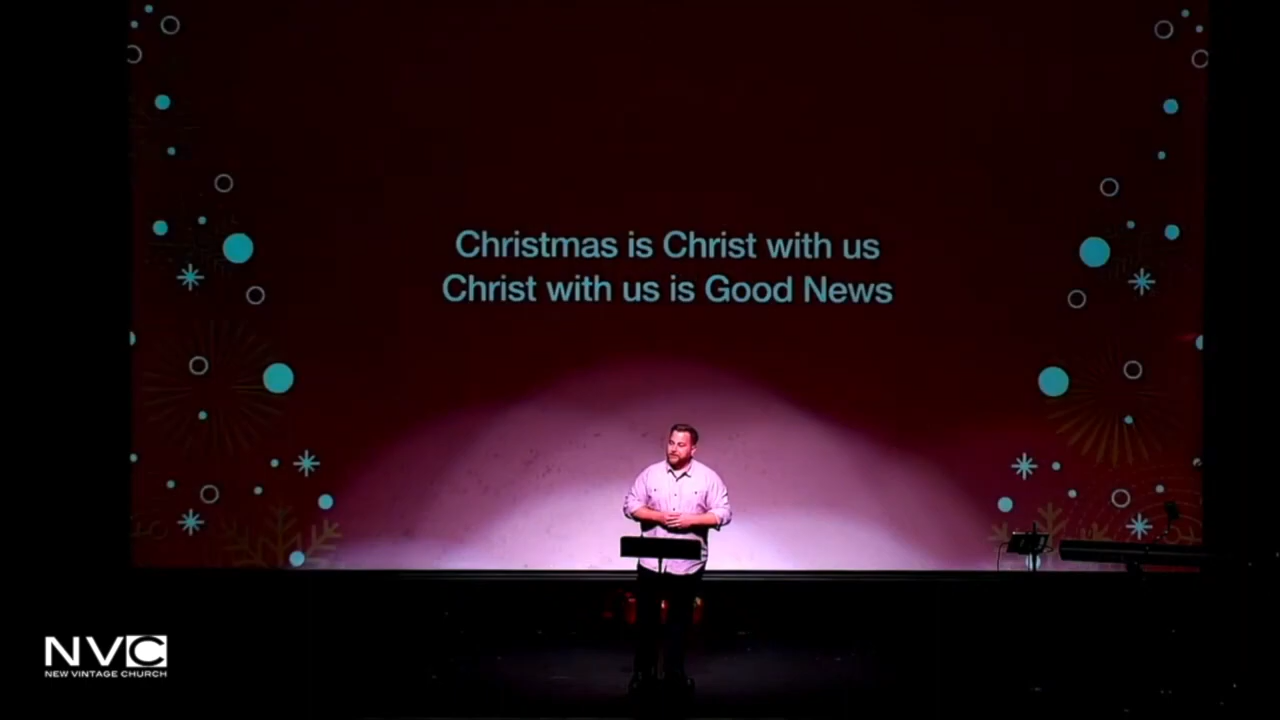 Christmas is Christ with us
Christ with us is Good News
NVC
NEW VINTAGE CHURCH